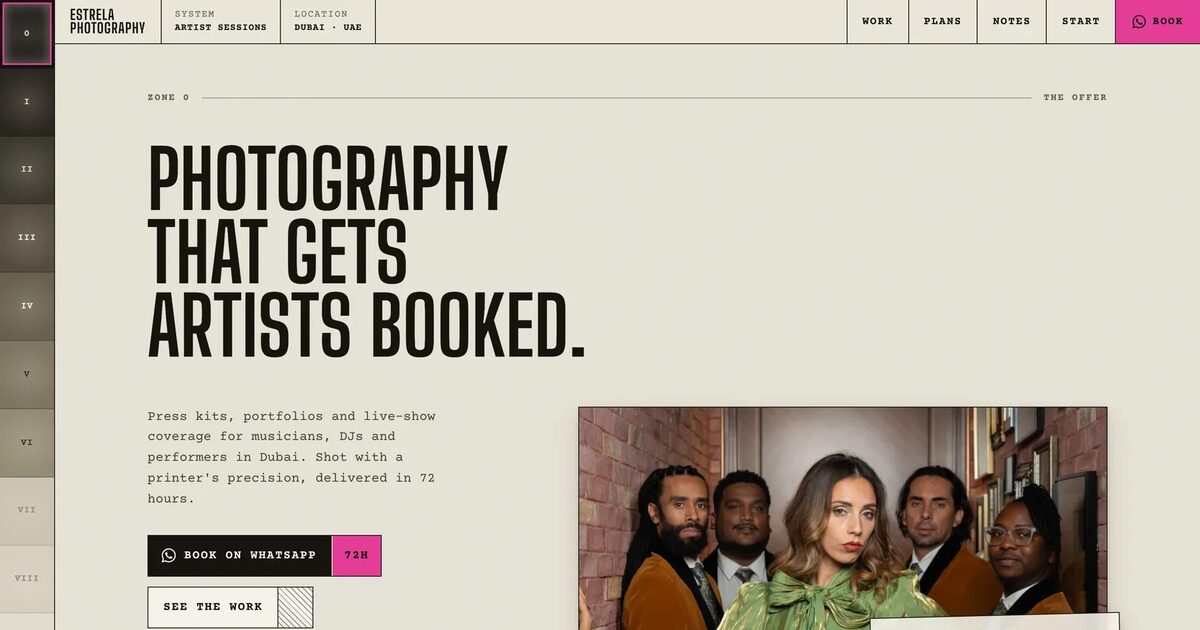 0
I
II
III
IV
V
VI
VII
VIII
ESTRELA
PHOTOGRAPHY
SYSTEM
ARTIST SESSIONS
LOCATION
DUBAI · UAE
WORK
PLANS
NOTES
START
BOOK
ZONE 0
THE OFFER
PHOTOGRAPHY
THAT GETS
ARTISTS BOOKED.
Press kits, portfolios and live-show
coverage for musicians, DJs and
performers in Dubai. Shot with a
printer's precision, delivered in 72
hours.
BOOK ON WHATSAPP
72H
SEE THE WORK